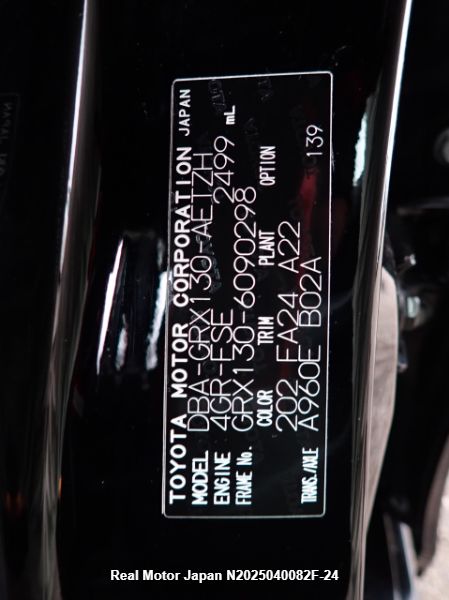 TOYOTA MOTOR CORPORATION JAPAN
MODEL DBA-GRX130-AETZH
ENGINE 4GR-FSE 2499 mL
FRAME No. GRX130-6090298
COLOR TRIM PLANT OPTION
202 FA24 A22 139
TRANS./AXLE A960E B02A
Real Motor Japan N2025040082F-24